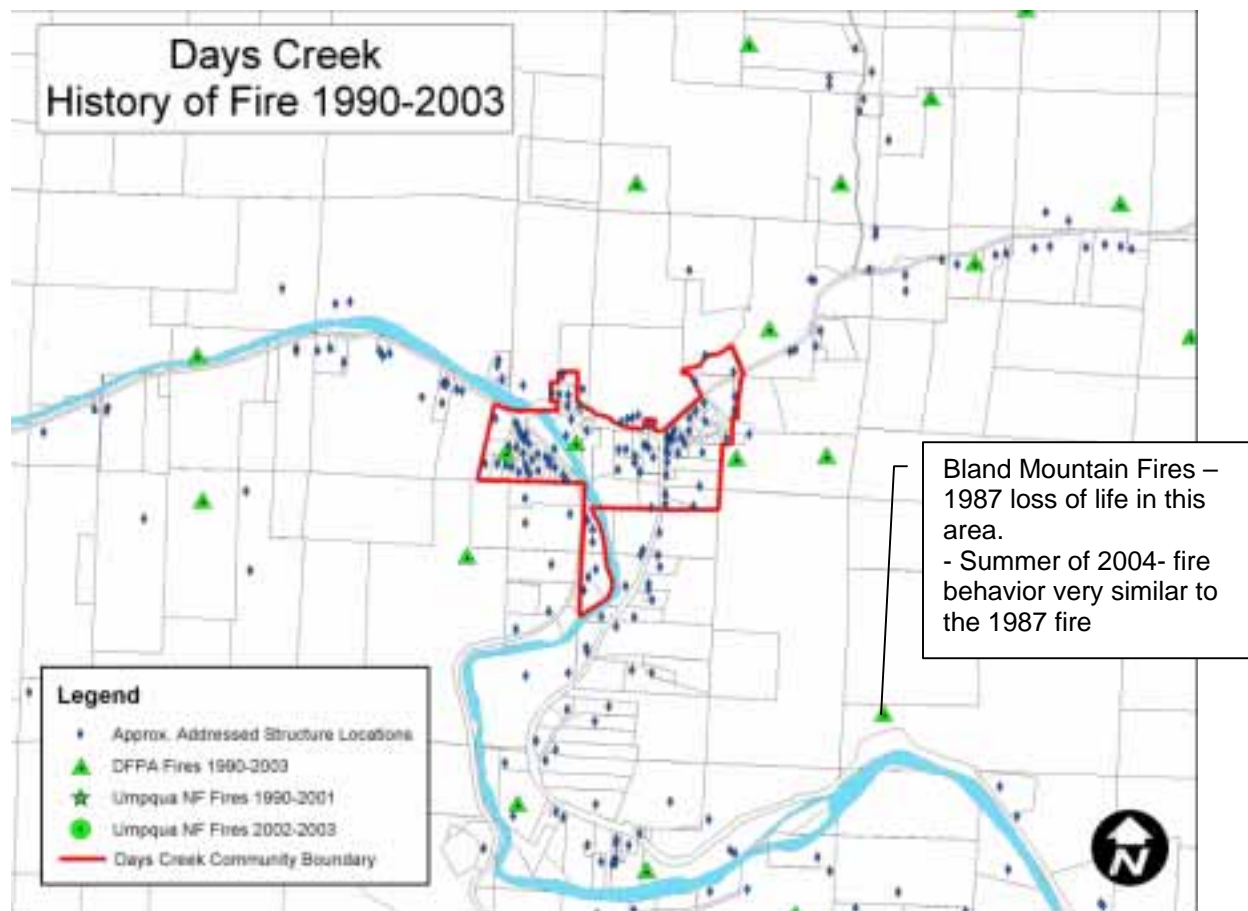 Days Creek
History of Fire 1990-2003
Bland Mountain Fires –
1987 loss of life in this
area.
- Summer of 2004- fire
behavior very similar to
the 1987 fire
Legend
Approx. Addressed Structure Locations
DFPA Fires 1990-2003
Umpqua NF Fires 1990-2001
Umpqua NF Fires 2002-2003
Days Creek Community Boundary
N